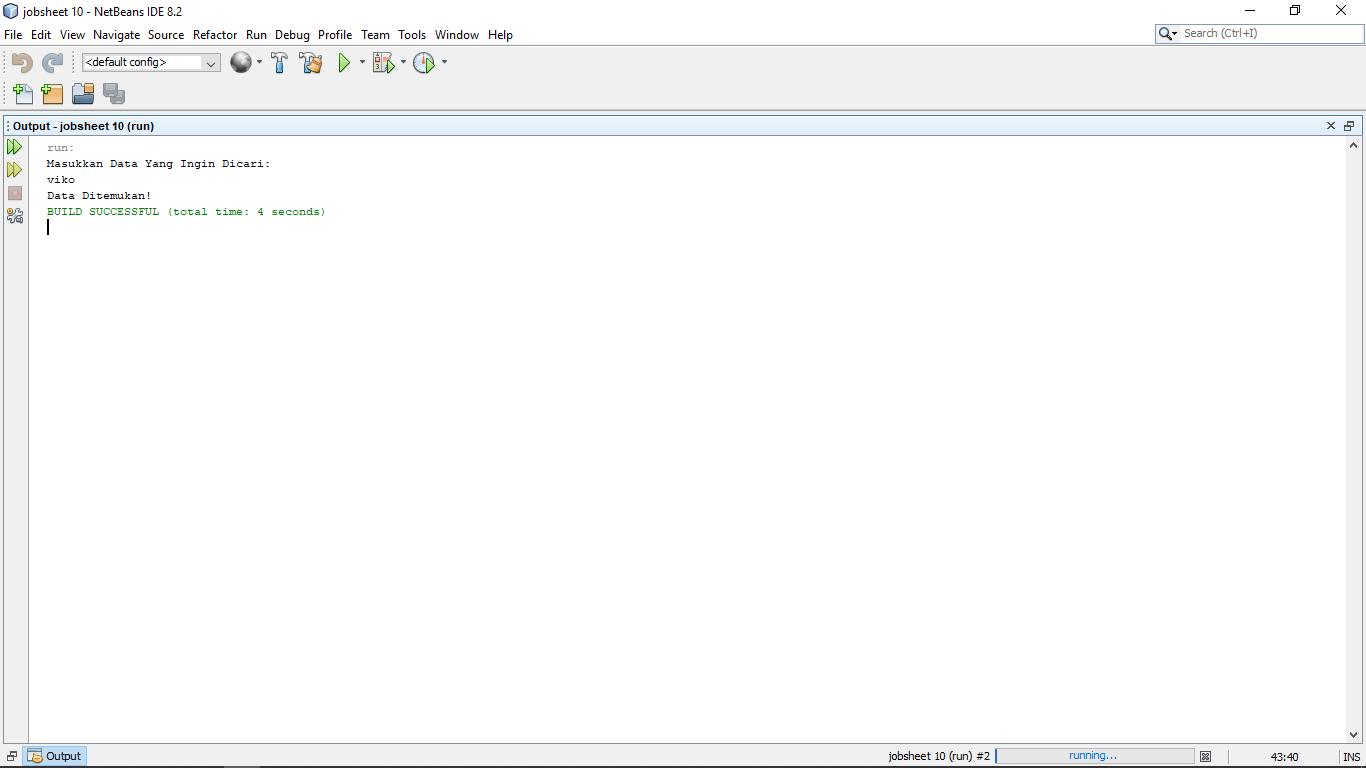 jobsheet 10 - NetBeans IDE 8.2
File Edit View Navigate Source Refactor Run Debug Profile Team Tools Window Help
Search (Ctrl+I)
<default config>
Output - jobsheet 10 (run)
run:
Masukkan Data Yang Ingin Dicari:
viko
Data Ditemukan!
BUILD SUCCESSFUL (total time: 4 seconds)
Output
jobsheet 10 (run) #2
running...
43:40
INS